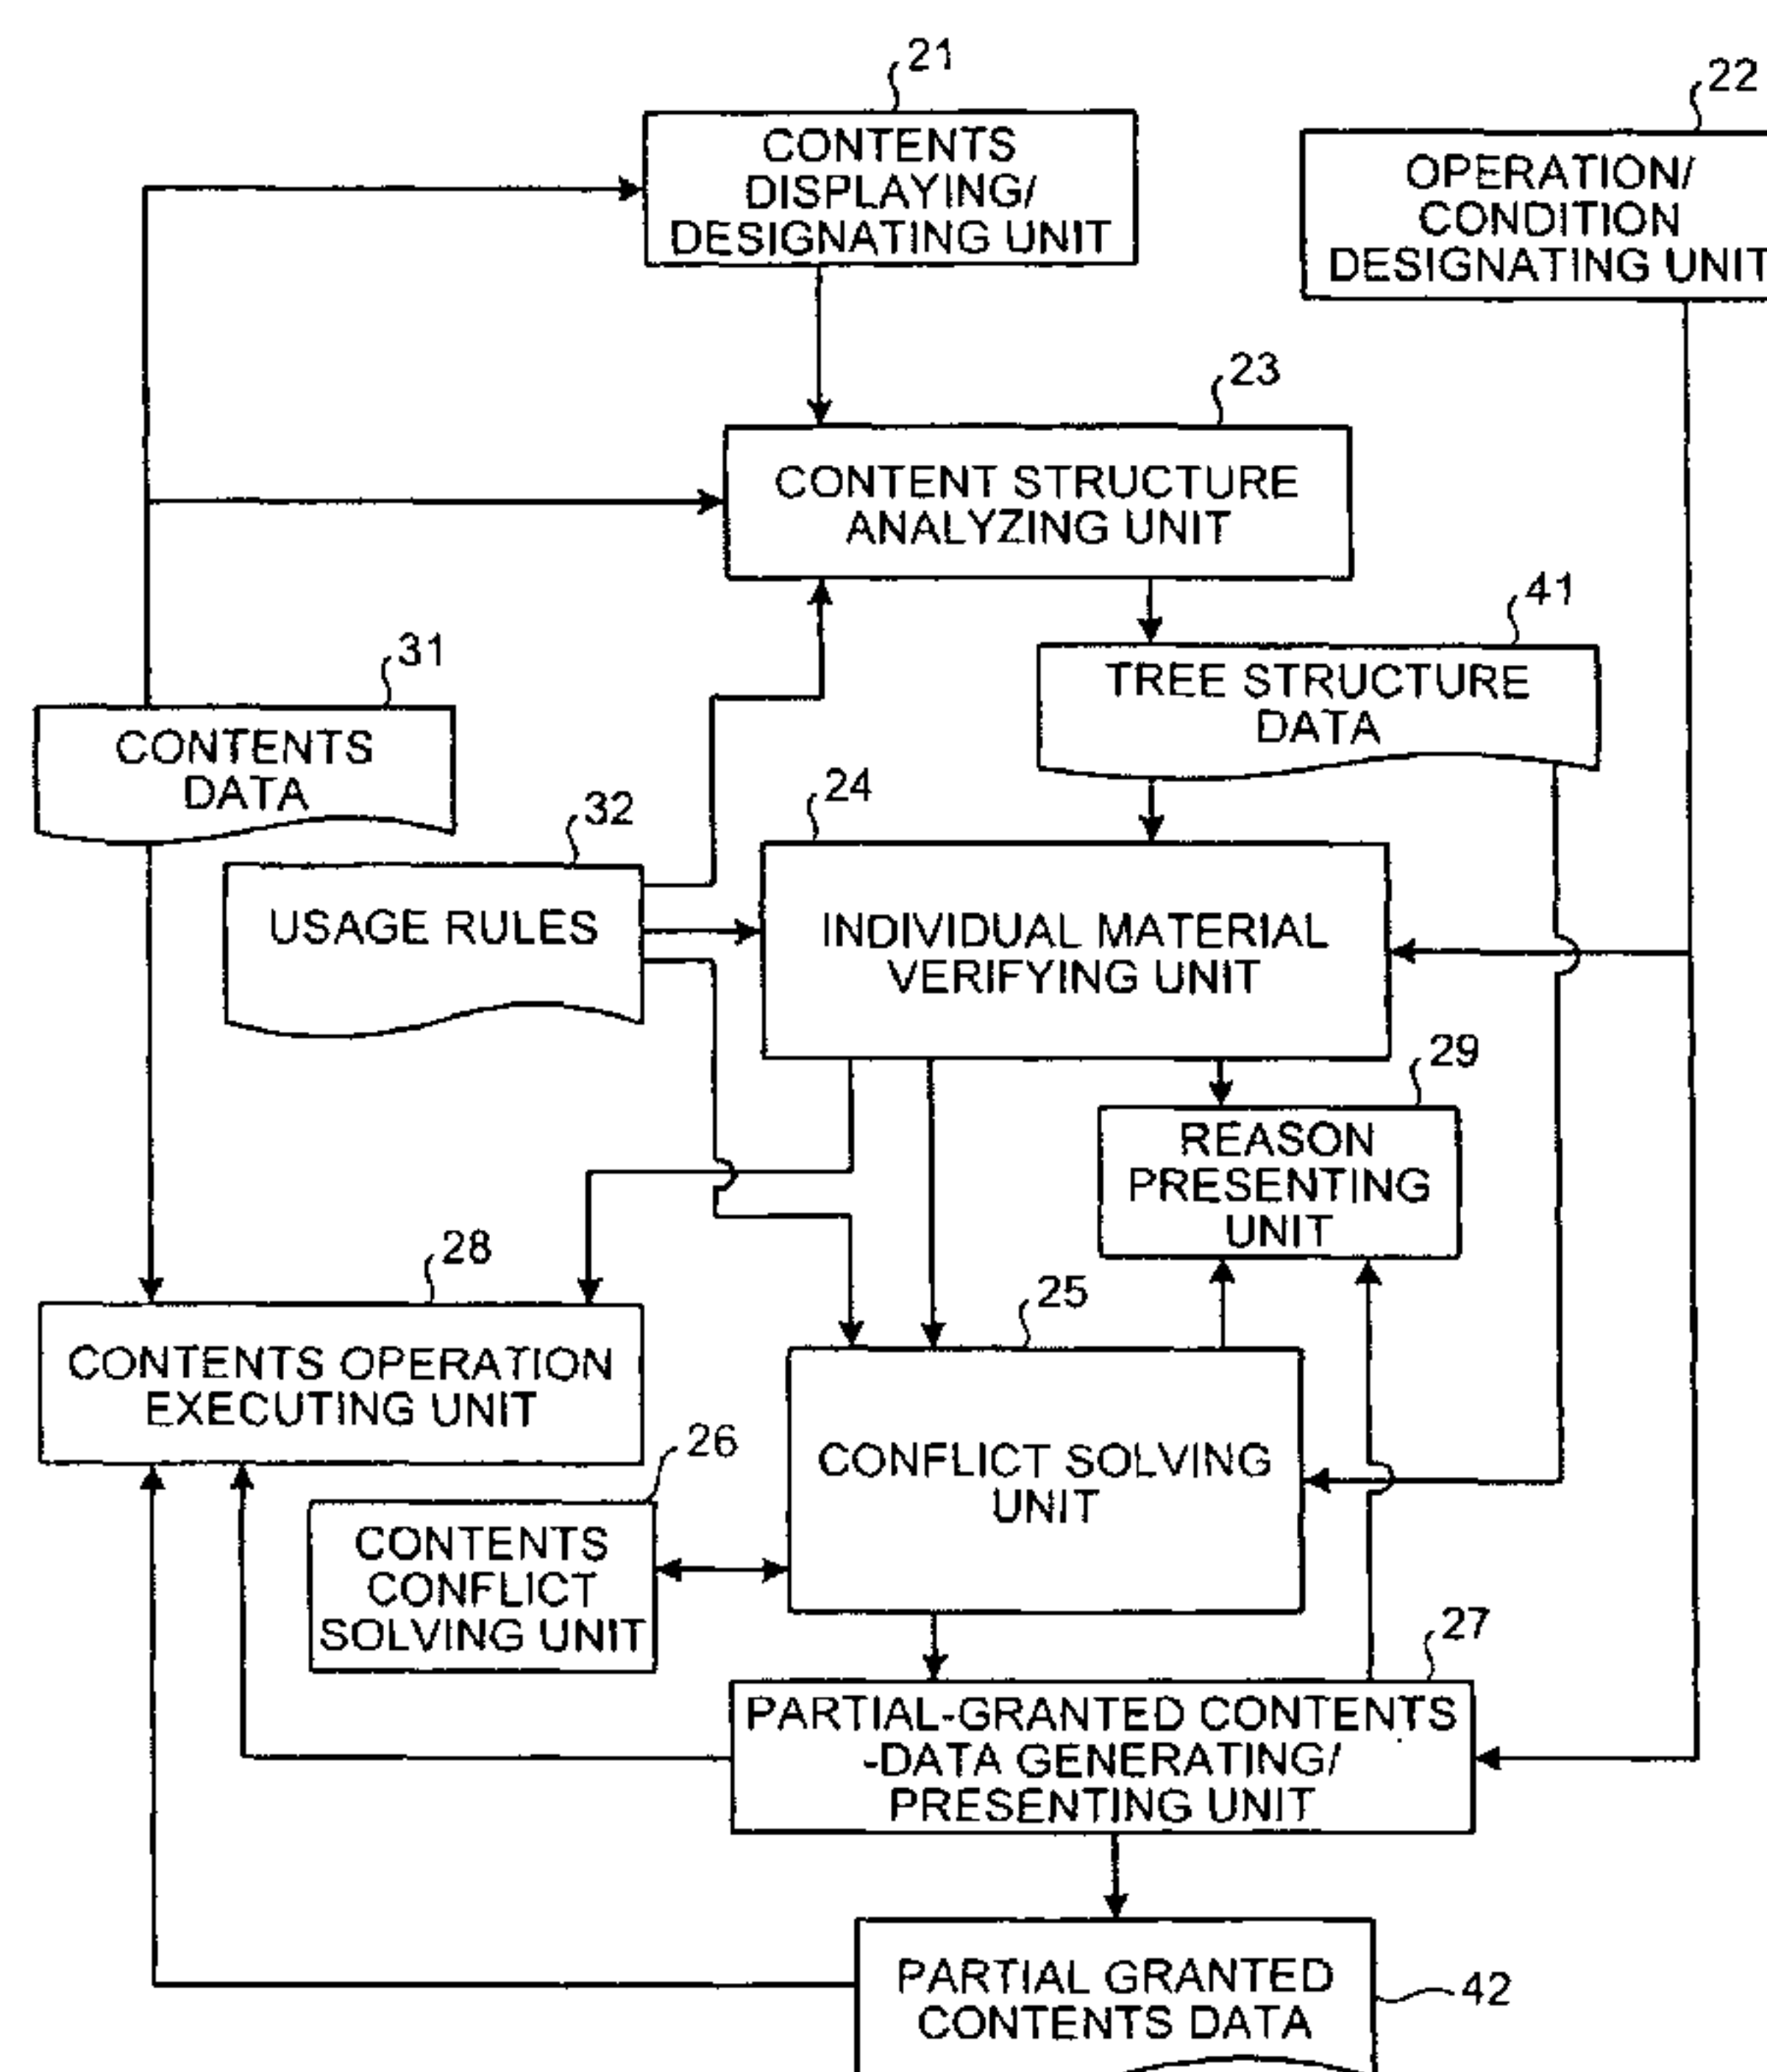 21
CONTENTS
DISPLAYING/
DESIGNATING UNIT
22
OPERATION/
CONDITION
DESIGNATING UNIT
23
CONTENT STRUCTURE
ANALYZING UNIT
41
TREE STRUCTURE
DATA
31
CONTENTS
DATA
32
USAGE RULES
24
INDIVIDUAL MATERIAL
VERIFYING UNIT
29
REASON
PRESENTING
UNIT
28
CONTENTS OPERATION
EXECUTING UNIT
25
CONFLICT SOLVING
UNIT
26
CONTENTS
CONFLICT
SOLVING UNIT
27
PARTIAL-GRANTED CONTENTS
-DATA GENERATING/
PRESENTING UNIT
PARTIAL GRANTED
CONTENTS DATA
42